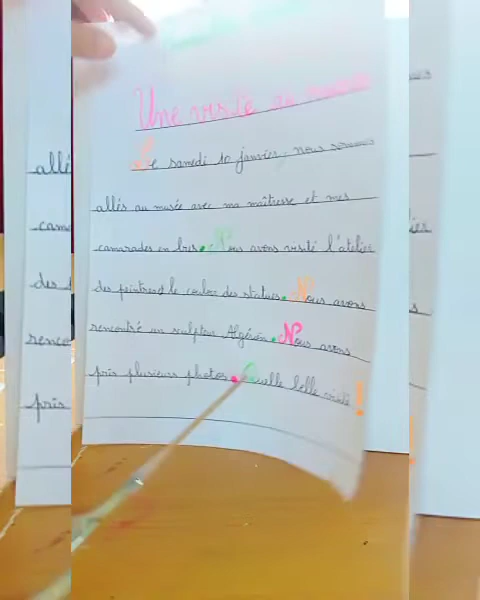 Une visite au musée
Le samedi 10 janvier, nous sommes
allés au musée avec ma maîtresse et mes
camarades en bus. Nous avons visité l'atelier
des peintres, le couloir des statues. Nous avons
rencontré un sculpteur Algérien. Nous avons
pris plusieurs photos. Quelle belle visite!